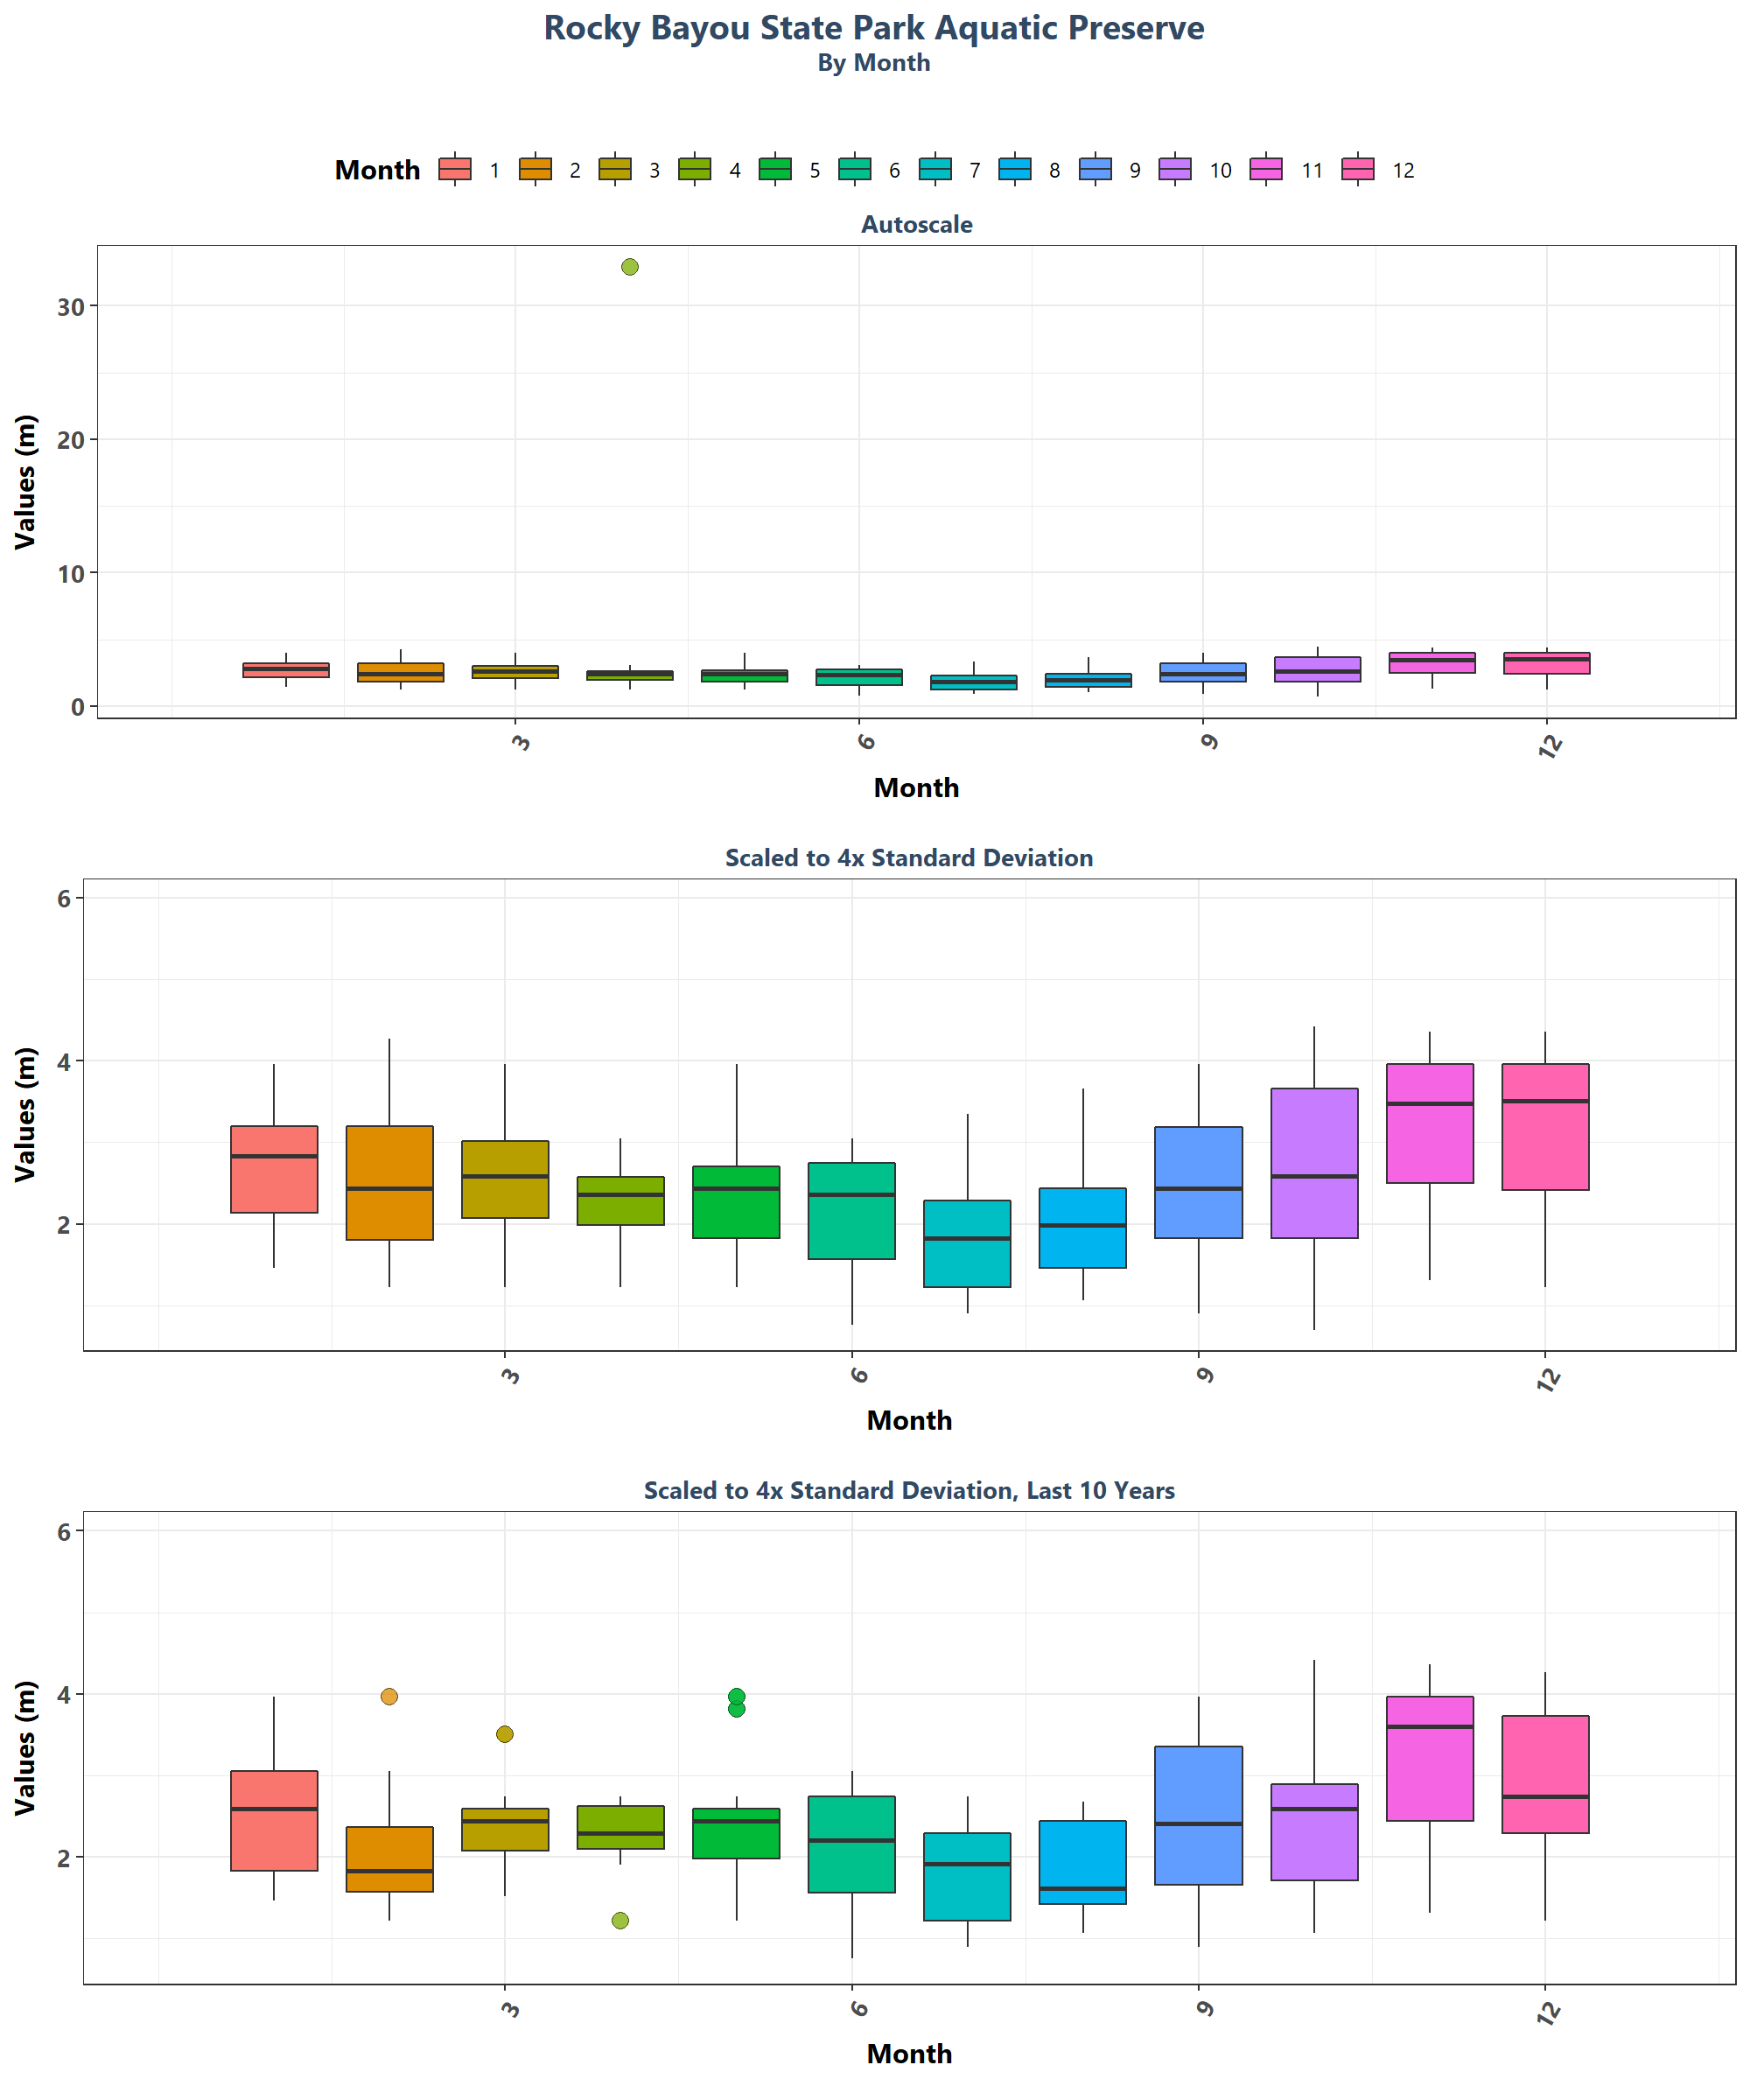 Rocky Bayou State Park Aquatic Preserve
By Month
Month 1 2 3 4 5 6 7 8 9 10 11 12
Autoscale
Values (m)
30
20
10
0
3 6 9 12
Month
Scaled to 4x Standard Deviation
Values (m)
6
4
2
3 6 9 12
Month
Scaled to 4x Standard Deviation, Last 10 Years
Values (m)
6
4
2
3 6 9 12
Month